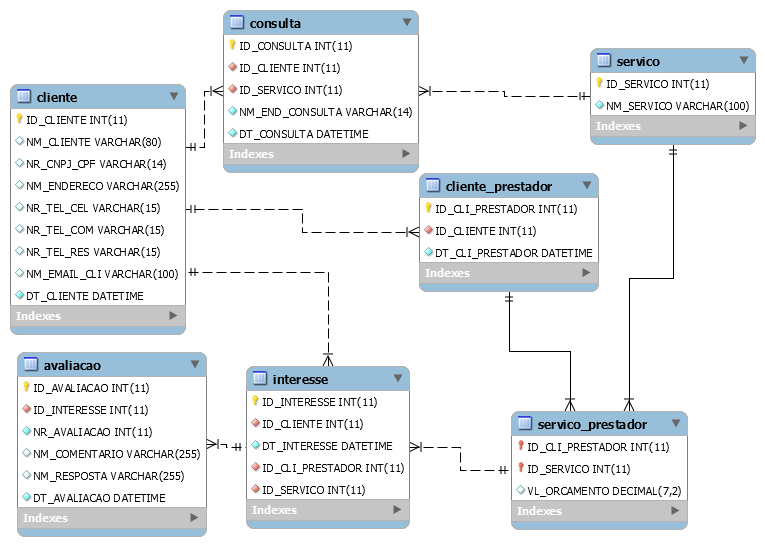 consulta
ID_CONSULTA INT(11)
ID_CLIENTE INT(11)
ID_SERVICO INT(11)
NM_END_CONSULTA VARCHAR(14)
DT_CONSULTA DATETIME
Indexes
servico
ID_SERVICO INT(11)
NM_SERVICO VARCHAR(100)
Indexes
cliente
ID_CLIENTE INT(11)
NM_CLIENTE VARCHAR(80)
NR_CNPJ_CPF VARCHAR(14)
NM_ENDERECO VARCHAR(255)
NR_TEL_CEL VARCHAR(15)
NR_TEL_COM VARCHAR(15)
NR_TEL_RES VARCHAR(15)
NM_EMAIL_CLI VARCHAR(100)
DT_CLIENTE DATETIME
Indexes
cliente_prestador
ID_CLI_PRESTADOR INT(11)
ID_CLIENTE INT(11)
DT_CLI_PRESTADOR DATETIME
Indexes
avaliacao
ID_AVALIACAO INT(11)
ID_INTERESSE INT(11)
NR_AVALIACAO INT(11)
NM_COMENTARIO VARCHAR(255)
NM_RESPOSTA VARCHAR(255)
DT_AVALIACAO DATETIME
Indexes
interesse
ID_INTERESSE INT(11)
ID_CLIENTE INT(11)
DT_INTERESSE DATETIME
ID_CLI_PRESTADOR INT(11)
ID_SERVICO INT(11)
Indexes
servico_prestador
ID_CLI_PRESTADOR INT(11)
ID_SERVICO INT(11)
VL_ORCAMENTO DECIMAL(7,2)
Indexes